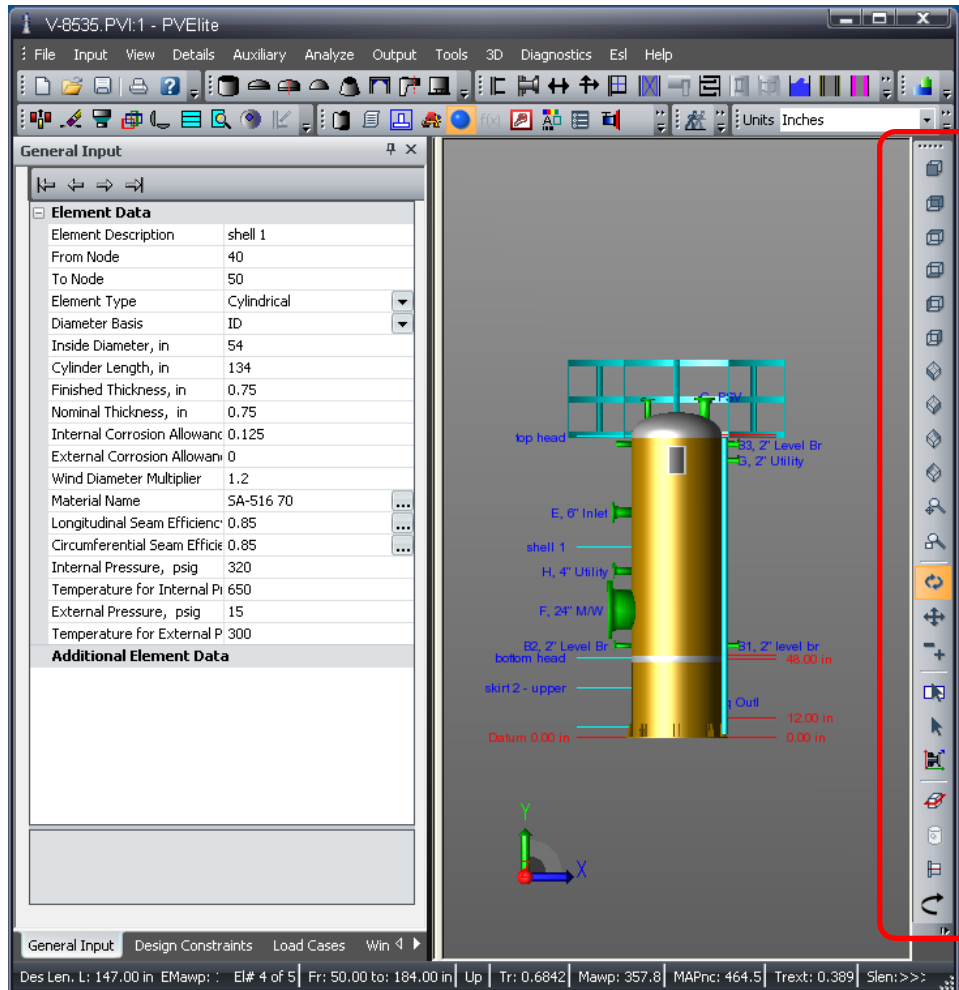 V-8535.PVI:1 - PVElite
File Input View Details Auxiliary Analyze Output Tools 3D Diagnostics Esl Help
Units Inches
General Input
Element Data
Element Description shell 1
From Node 40
To Node 50
Element Type Cylindrical
Diameter Basis ID
Inside Diameter, in 54
Cylinder Length, in 134
Finished Thickness, in 0.75
Nominal Thickness, in 0.75
Internal Corrosion Allowanc 0.125
External Corrosion Allowan 0
Wind Diameter Multiplier 1.2
Material Name SA-516 70
Longitudinal Seam Efficienc 0.85
Circumferential Seam Efficie 0.85
Internal Pressure, psig 320
Temperature for Internal P 650
External Pressure, psig 15
Temperature for External P 300
Additional Element Data
PSV
top head
B3, 2" Level Br
G, 2" Utility
E, 6" Inlet
shell 1
H, 4" Utility
F, 24" M/W
B2, 2" Level Br B1, 2" level br
bottom head 48.00 in
skirt 2 - upper
Outl
12.00 in
Datum 0.00 in 0.00 in
Y
X
General Input Design Constraints Load Cases Win
Des Len. L: 147.00 in EMawp: : El# 4 of 5 Fr: 50.00 to: 184.00 in Up Tr: 0.6842 Mawp: 357.8 MAPnc: 464.5 Trext: 0.389 Slen:>>: